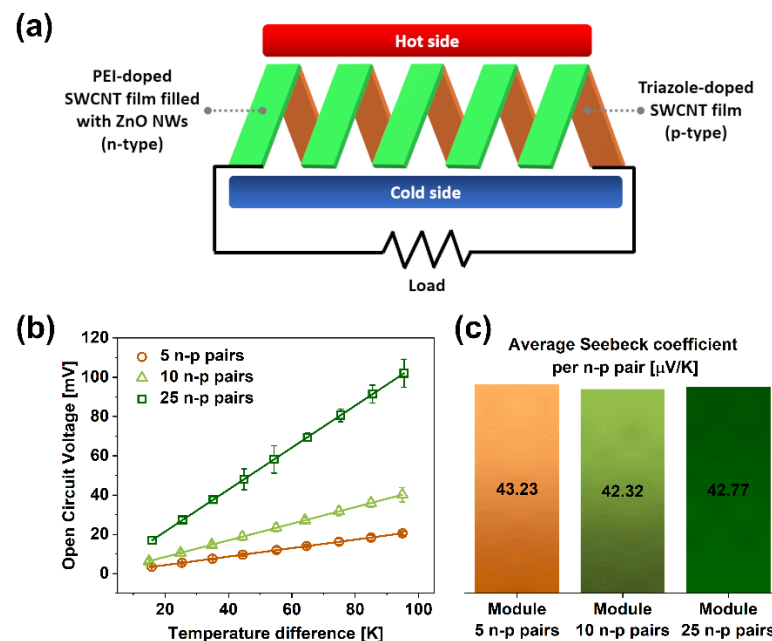 (a)
Hot side
PEI-doped
SWCNT film filled
with ZnO NWs
(n-type)
Triazole-doped
SWCNT film
(p-type)
Cold side
Load
(b)
120
100
80
60
40
20
0
Open Circuit Voltage [mV]
5 n-p pairs
10 n-p pairs
25 n-p pairs
20 40 60 80 100
Temperature difference [K]
(c)
Average Seebeck coefficient
per n-p pair [μV/K]
43.23 42.32 42.77
Module Module Module
5 n-p pairs 10 n-p pairs 25 n-p pairs